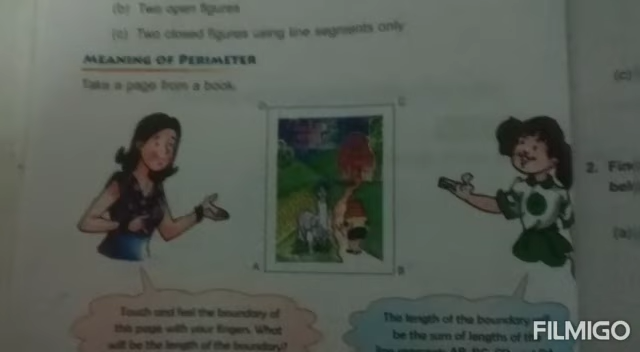 (b) Two open figures
(c) Two closed figures using line segments only
MEANING OF PERIMETER
Take a page from a book.
D
C
A
B
Touch and feel the boundary of
this page with your fingers. What
will be the length of the boundary?
The length of the boundary
be the sum of lengths of
(c)
2. Fin
bel
(a)
FILMIGO